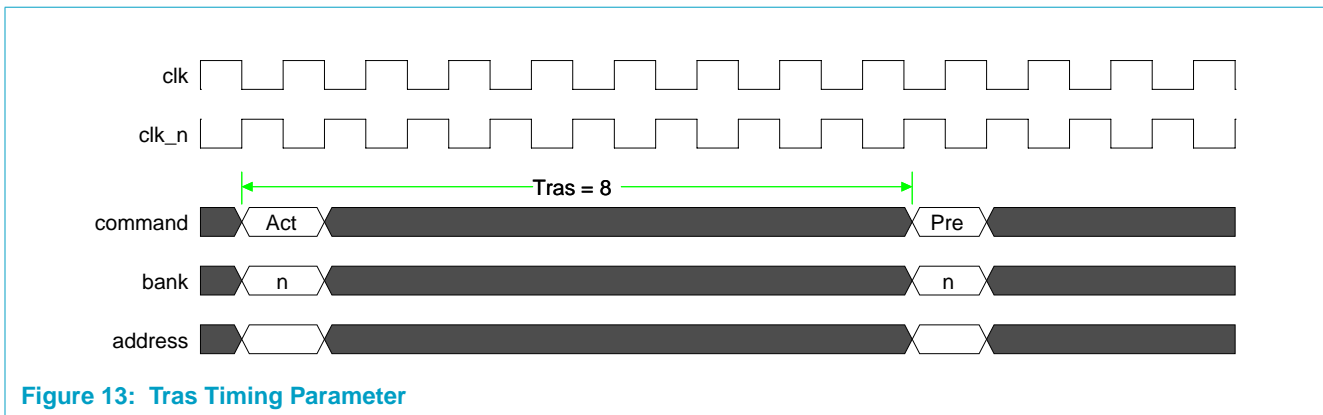 clk
clk_n
Tras = 8
command Act Pre
bank n n
address
Figure 13: Tras Timing Parameter